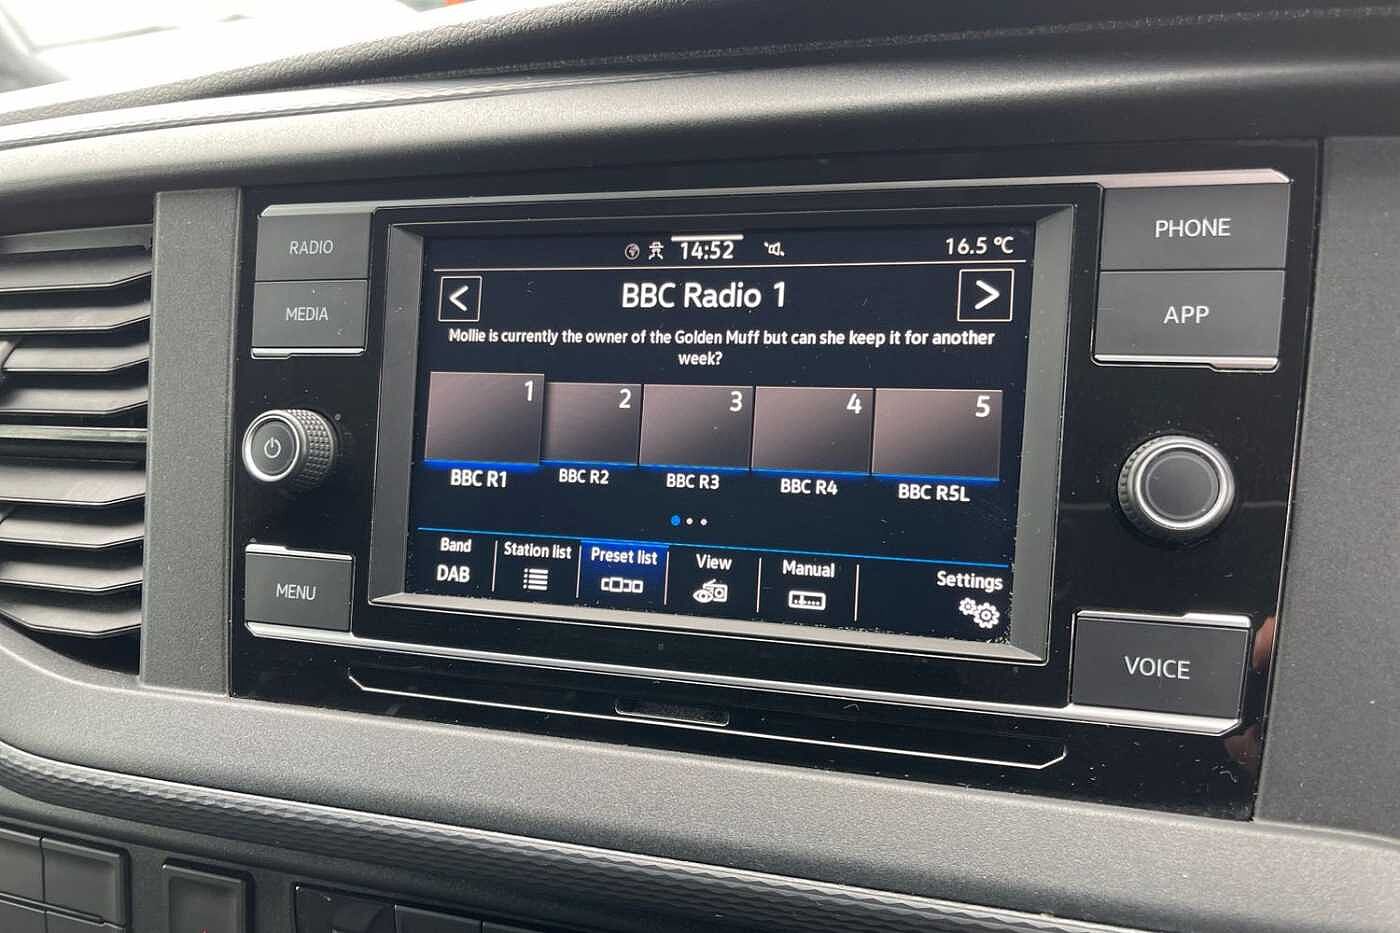 RADIO
MEDIA
MENU
14:52
16.5 °C
<
BBC Radio 1
>
Mollie is currently the owner of the Golden Muff but can she keep it for another
week?
1
2
3
4
5
BBC R1
BBC R2
BBC R3
BBC R4
BBC R5L
Band
DAB
Station list
Preset list
View
Manual
Settings
PHONE
APP
VOICE